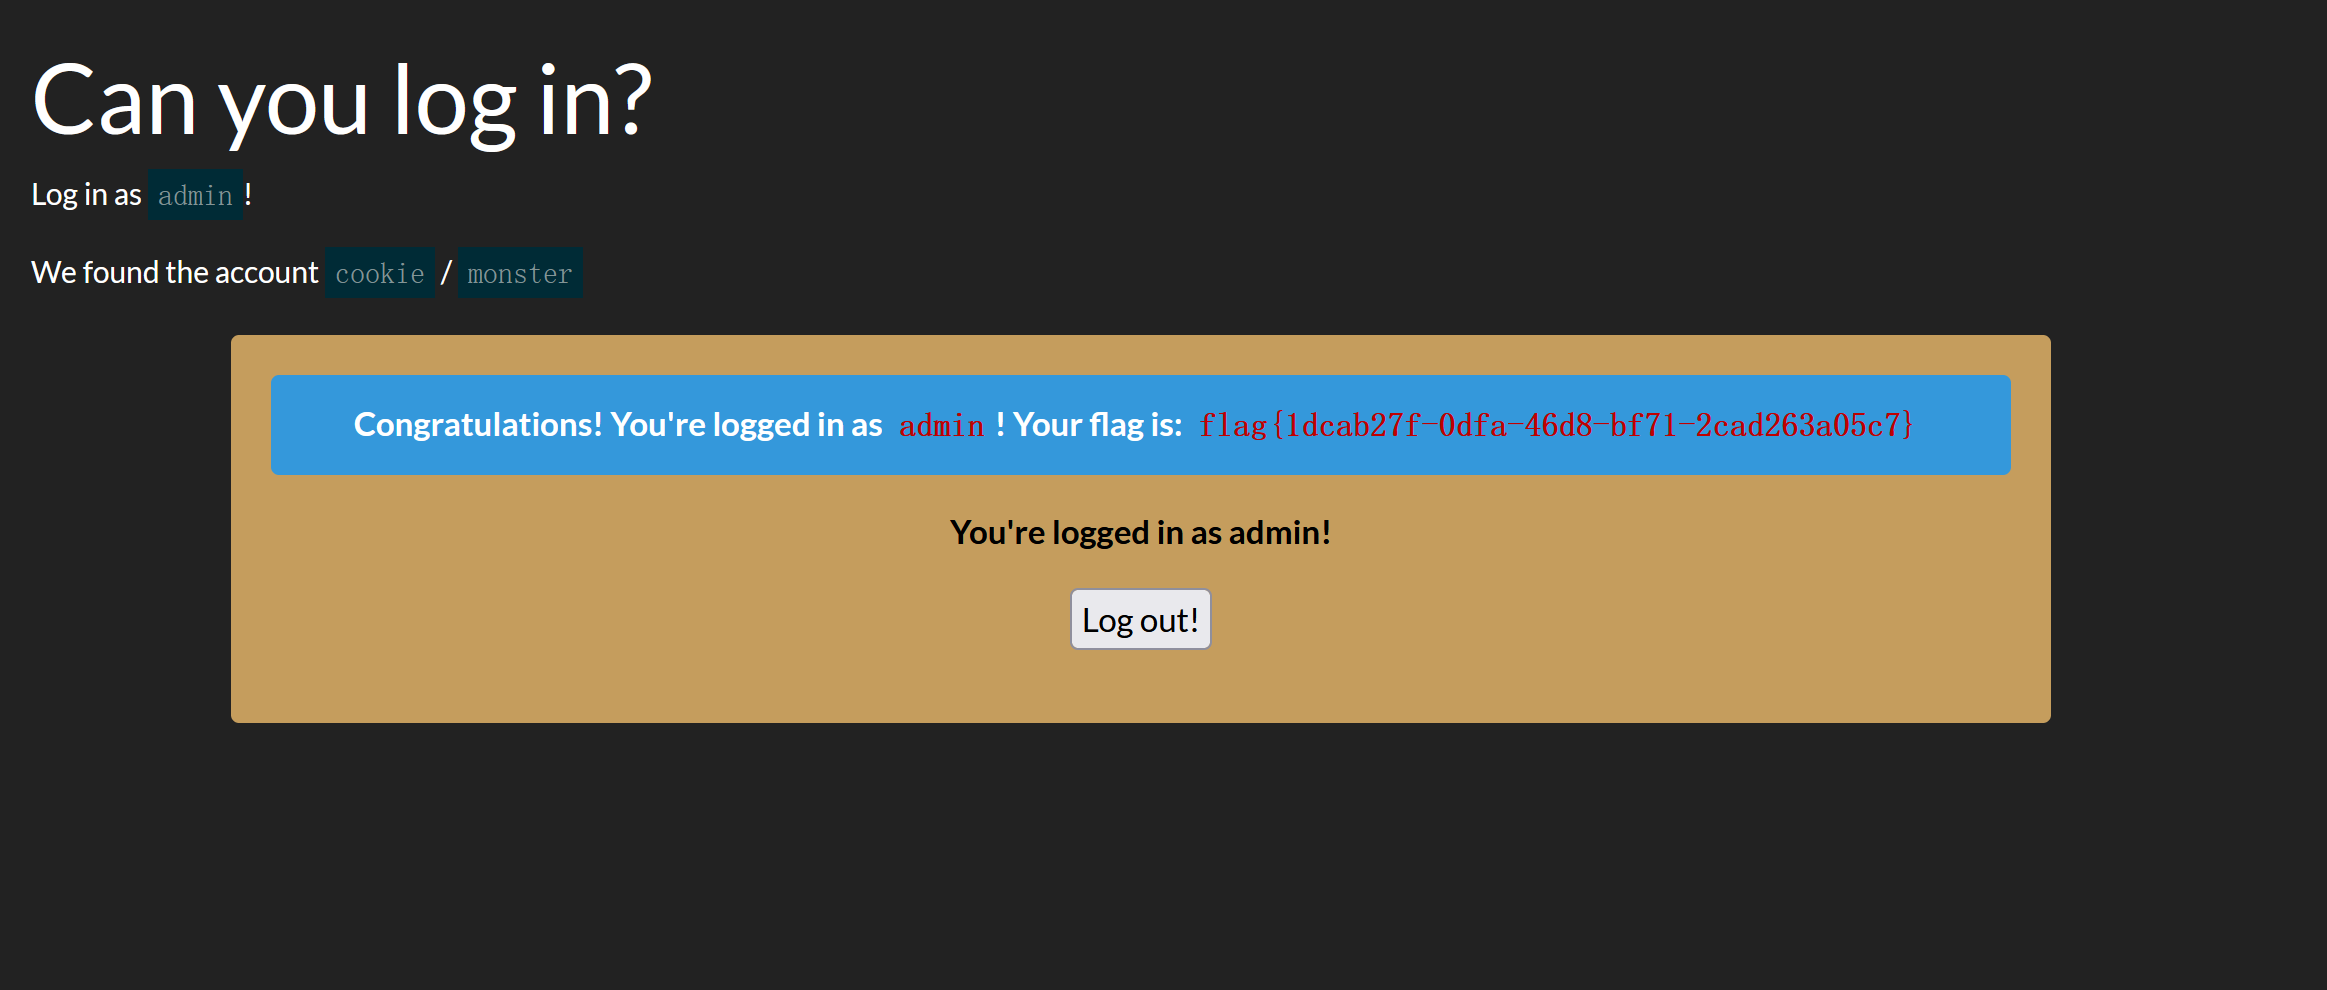 Can you log in?
Log in as admin !
We found the account cookie / monster
Congratulations! You're logged in as admin ! Your flag is: flag{1dcab27f-0dfa-46d8-bf71-2cad263a05c7}
You're logged in as admin!
Log out!